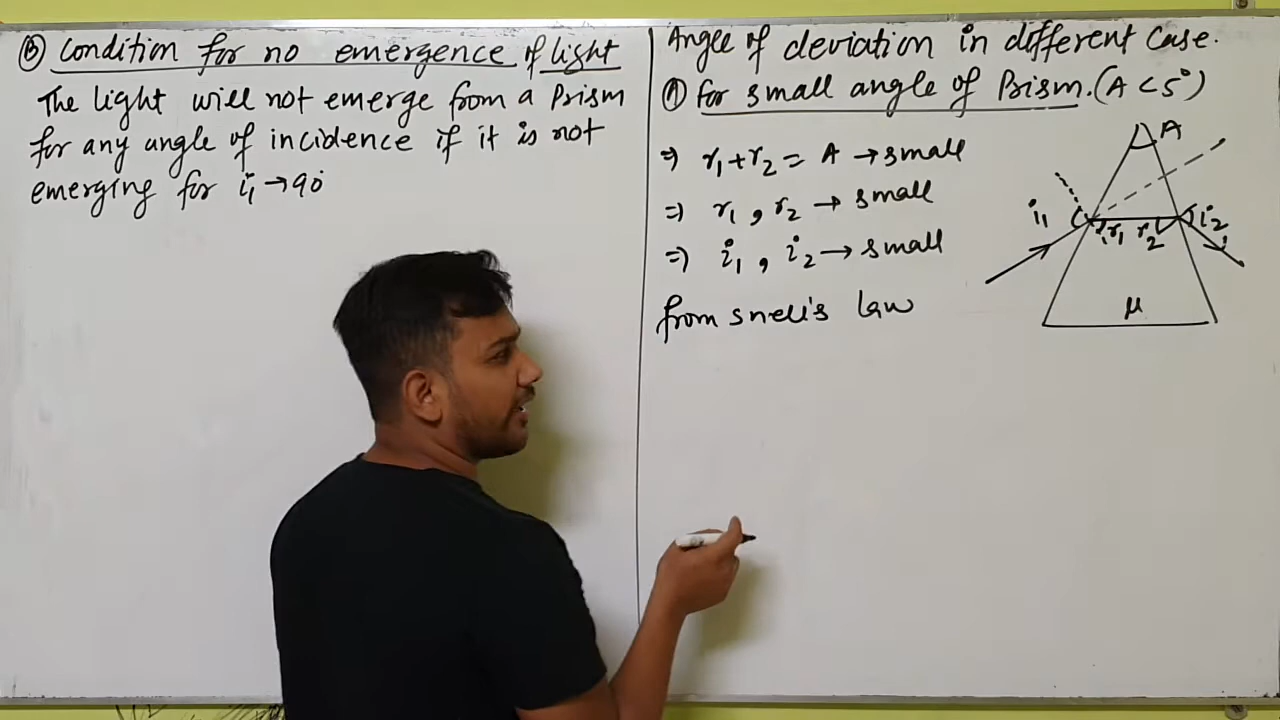 (B) Condition for no emergence of light
The light will not emerge from a Prism
for any angle of incidence if it is not
emerging for i₁ → 90°
Angle of deviation in different Case.
(A) for small angle of Prism. (A < 5°)
⇒ r₁ + r₂ = A → small
⇒ r₁ , r₂ → small
⇒ i₁ , i₂ → small
from snell's law
A
i₁
r₁ r₂
i₂
μ